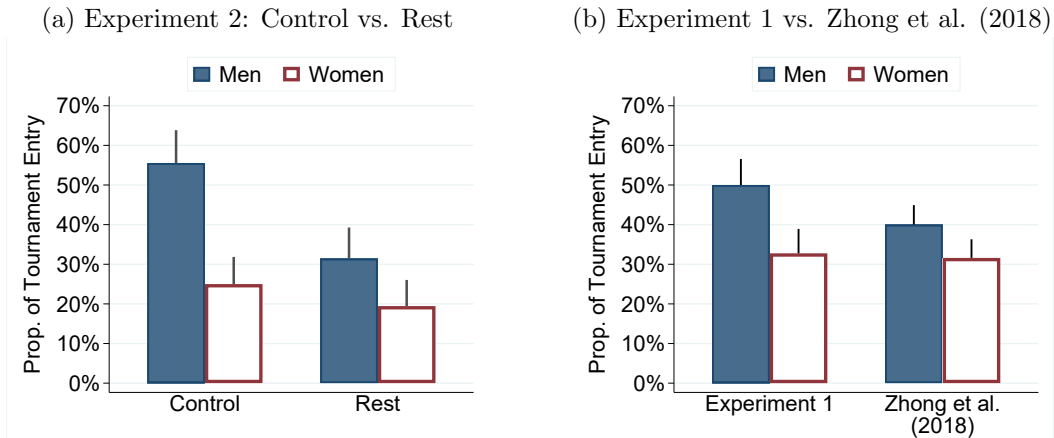 (a) Experiment 2: Control vs. Rest
Men Women
Prop. of Tournament Entry
70%
60%
50%
40%
30%
20%
10%
0%
Control Rest
(b) Experiment 1 vs. Zhong et al. (2018)
Men Women
Prop. of Tournament Entry
70%
60%
50%
40%
30%
20%
10%
0%
Experiment 1 Zhong et al.
(2018)